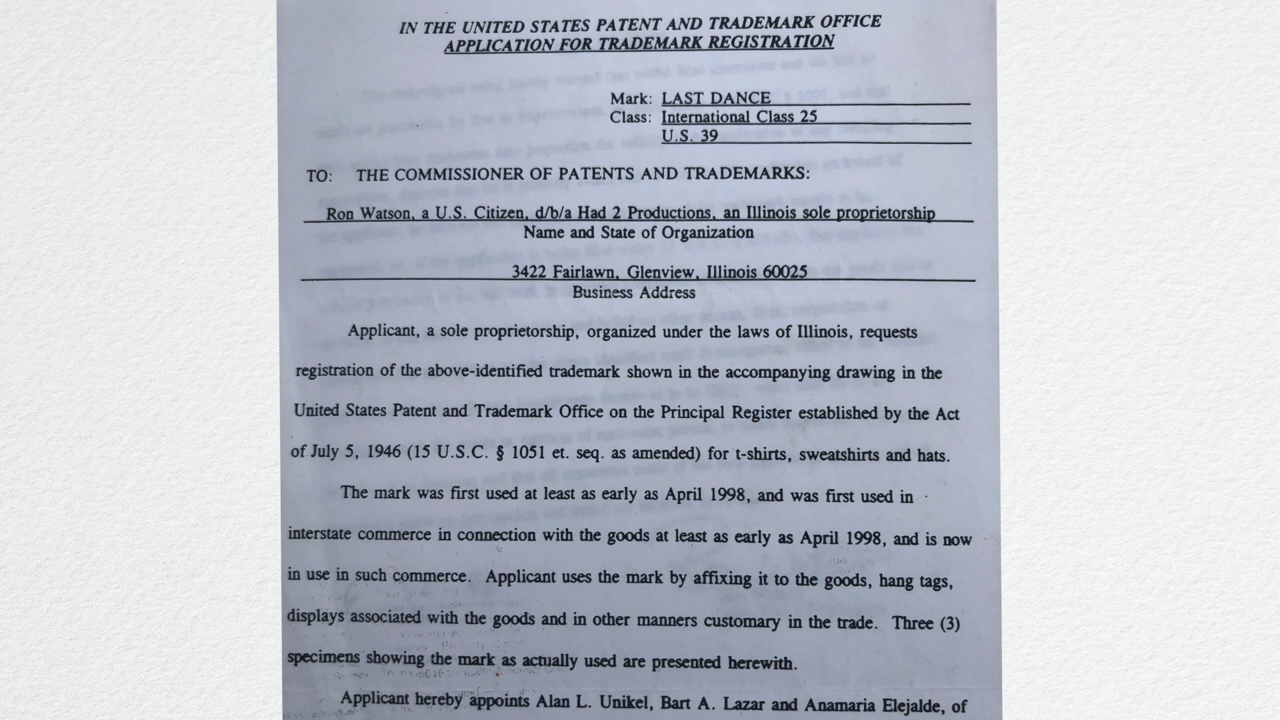 IN THE UNITED STATES PATENT AND TRADEMARK OFFICE
APPLICATION FOR TRADEMARK REGISTRATION
Mark: LAST DANCE
Class: International Class 25
U.S. 39
TO: THE COMMISSIONER OF PATENTS AND TRADEMARKS:
Ron Watson, a U.S. Citizen, d/b/a Had 2 Productions, an Illinois sole proprietorship
Name and State of Organization
3422 Fairlawn, Glenview, Illinois 60025
Business Address
Applicant, a sole proprietorship, organized under the laws of Illinois, requests
registration of the above-identified trademark shown in the accompanying drawing in the
United States Patent and Trademark Office on the Principal Register established by the Act
of July 5, 1946 (15 U.S.C. § 1051 et. seq. as amended) for t-shirts, sweatshirts and hats.
The mark was first used at least as early as April 1998, and was first used in
interstate commerce in connection with the goods at least as early as April 1998, and is now
in use in such commerce. Applicant uses the mark by affixing it to the goods, hang tags,
displays associated with the goods and in other manners customary in the trade. Three (3)
specimens showing the mark as actually used are presented herewith.
Applicant hereby appoints Alan L. Unikel, Bart A. Lazar and Anamaria Elejalde, of